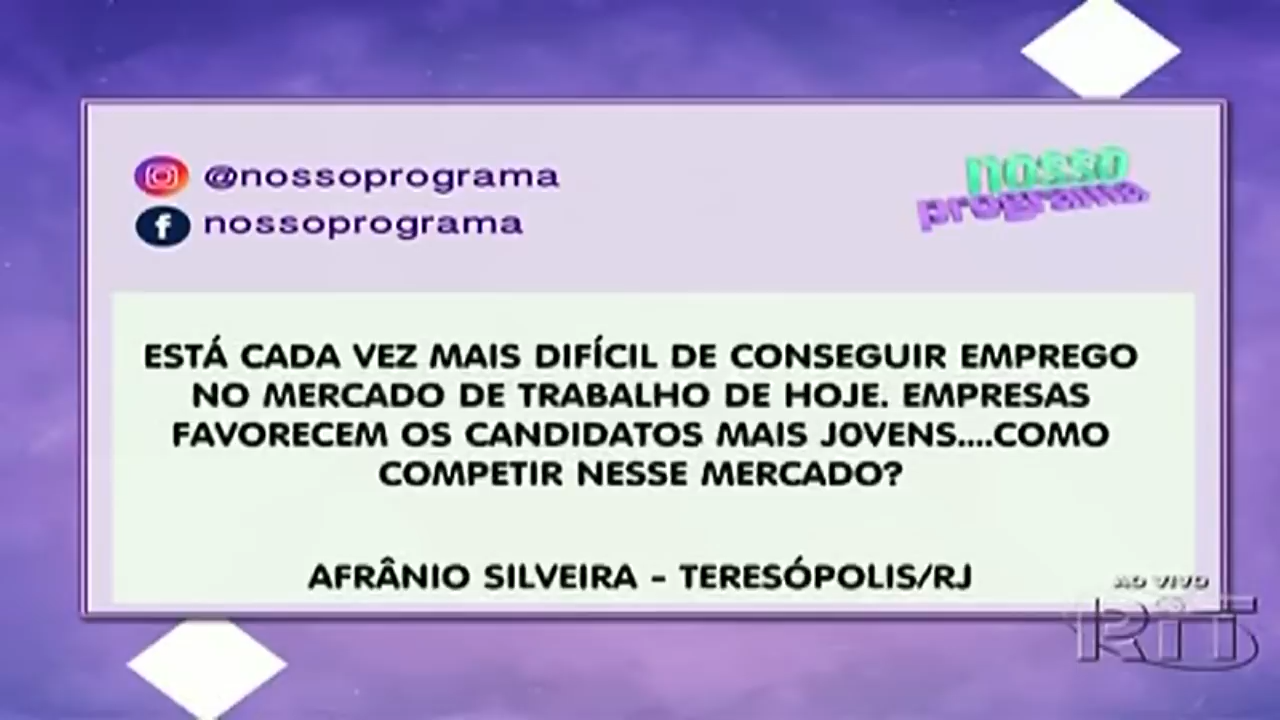 @nossoprograma
nossoprograma
nosso
programa
ESTÁ CADA VEZ MAIS DIFÍCIL DE CONSEGUIR EMPREGO
NO MERCADO DE TRABALHO DE HOJE. EMPRESAS
FAVORECEM OS CANDIDATOS MAIS JOVENS....COMO
COMPETIR NESSE MERCADO?
AFRÂNIO SILVEIRA - TERESÓPOLIS/RJ
AO VIVO
RIT